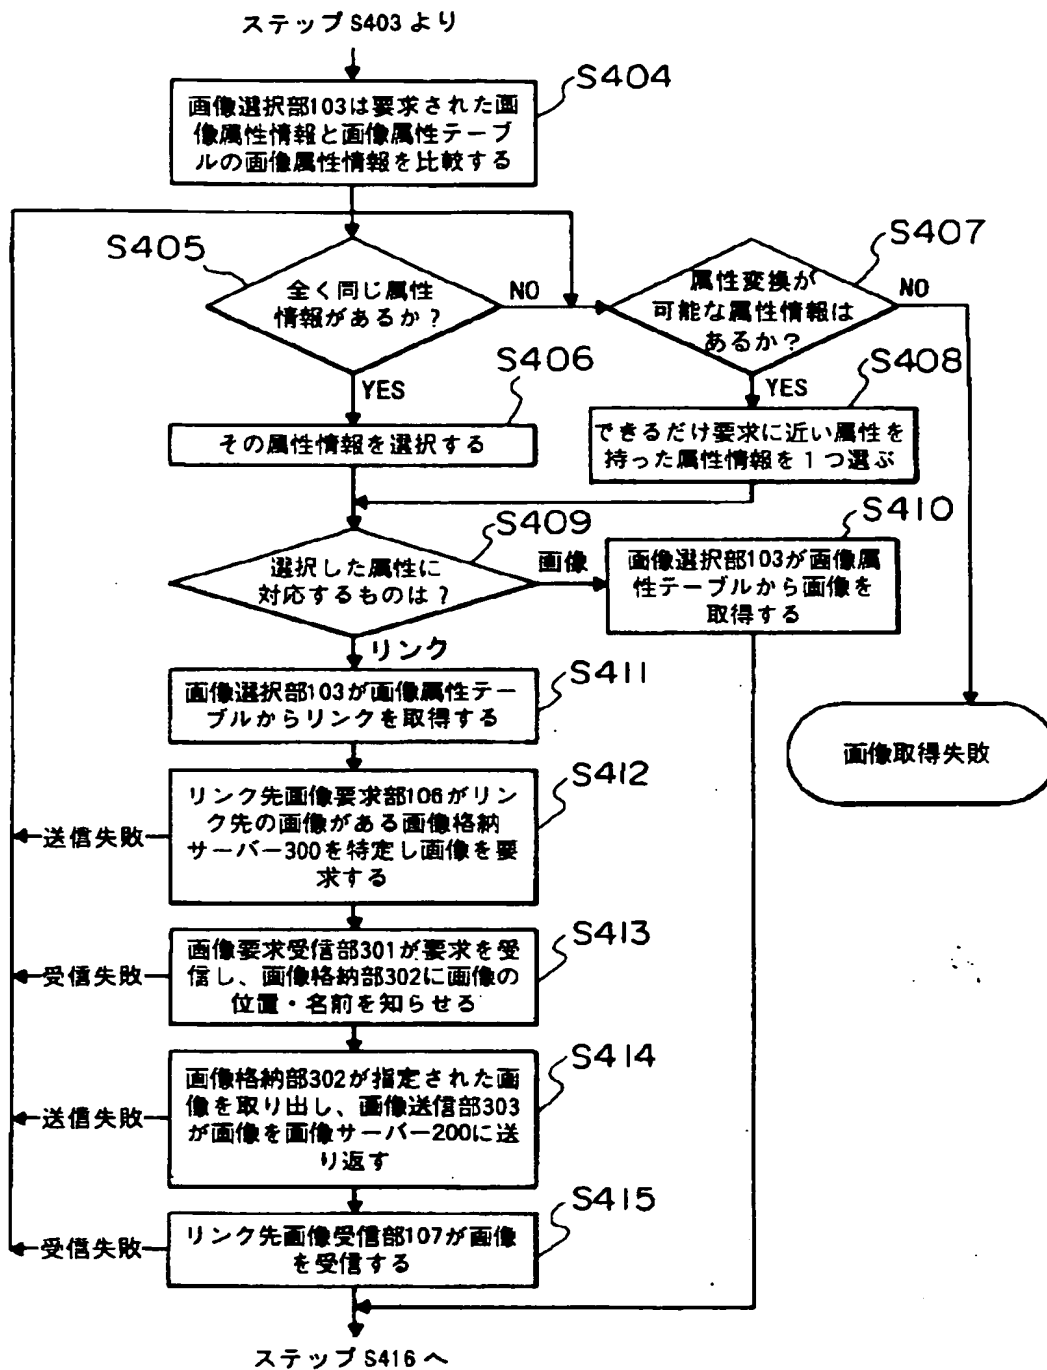 ステップ S403 より
S404
画像選択部103は要求された画
像属性情報と画像属性テーブ
ルの画像属性情報を比較する
S405
全く同じ属性
情報があるか?
NO
YES
S407
属性変換が
可能な属性情報は
あるか?
NO
YES
S406
その属性情報を選択する
S408
できるだけ要求に近い属性を
持った属性情報を1つ選ぶ
S409
選択した属性に
対応するものは?
画像
リンク
S410
画像選択部103が画像属
性テーブルから画像を
取得する
S411
画像選択部103が画像属性テー
ブルからリンクを取得する
画像取得失敗
S412
リンク先画像要求部106がリン
ク先の画像がある画像格納
サーバー300を特定し画像を要
求する
送信失敗
S413
画像要求受信部301が要求を受
信し、画像格納部302に画像の
位置・名前を知らせる
受信失敗
S414
画像格納部302が指定された画
像を取り出し、画像送信部303
が画像を画像サーバー200に送
り返す
送信失敗
S415
リンク先画像受信部107が画像
を受信する
受信失敗
ステップ S416 へ